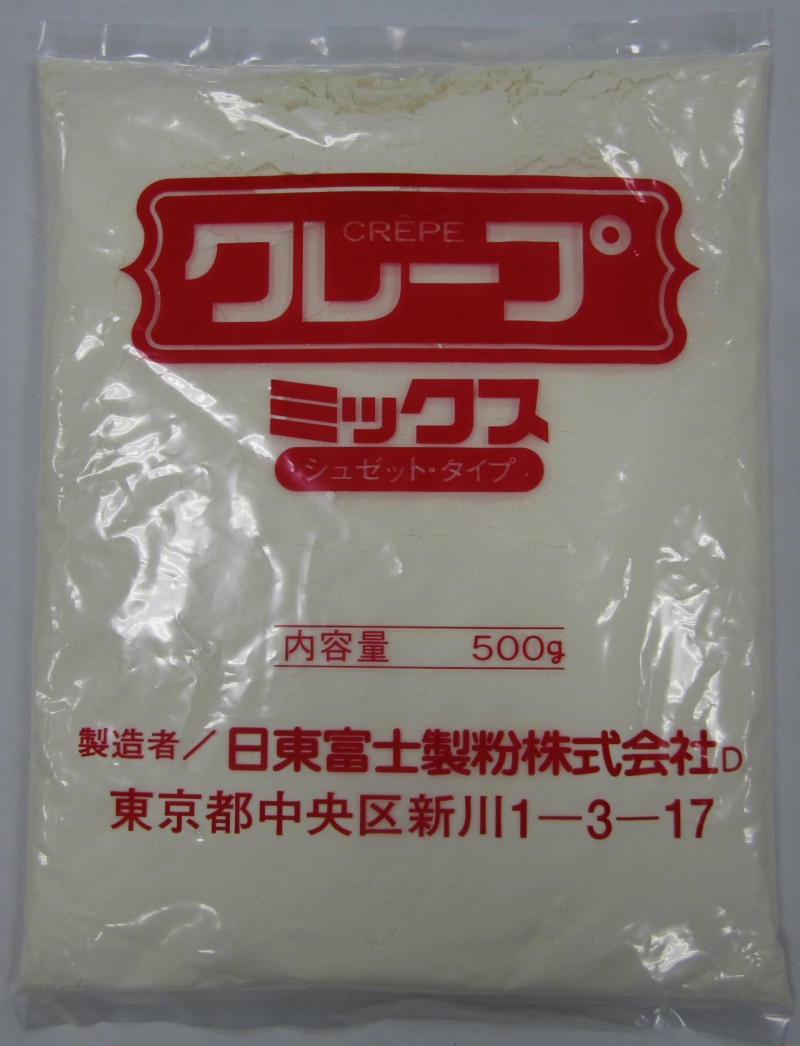 CRÊPE
クレープ
ミックス
シュゼット・タイプ
内容量 500g
製造者/日東富士製粉株式会社D
東京都中央区新川1-3-17